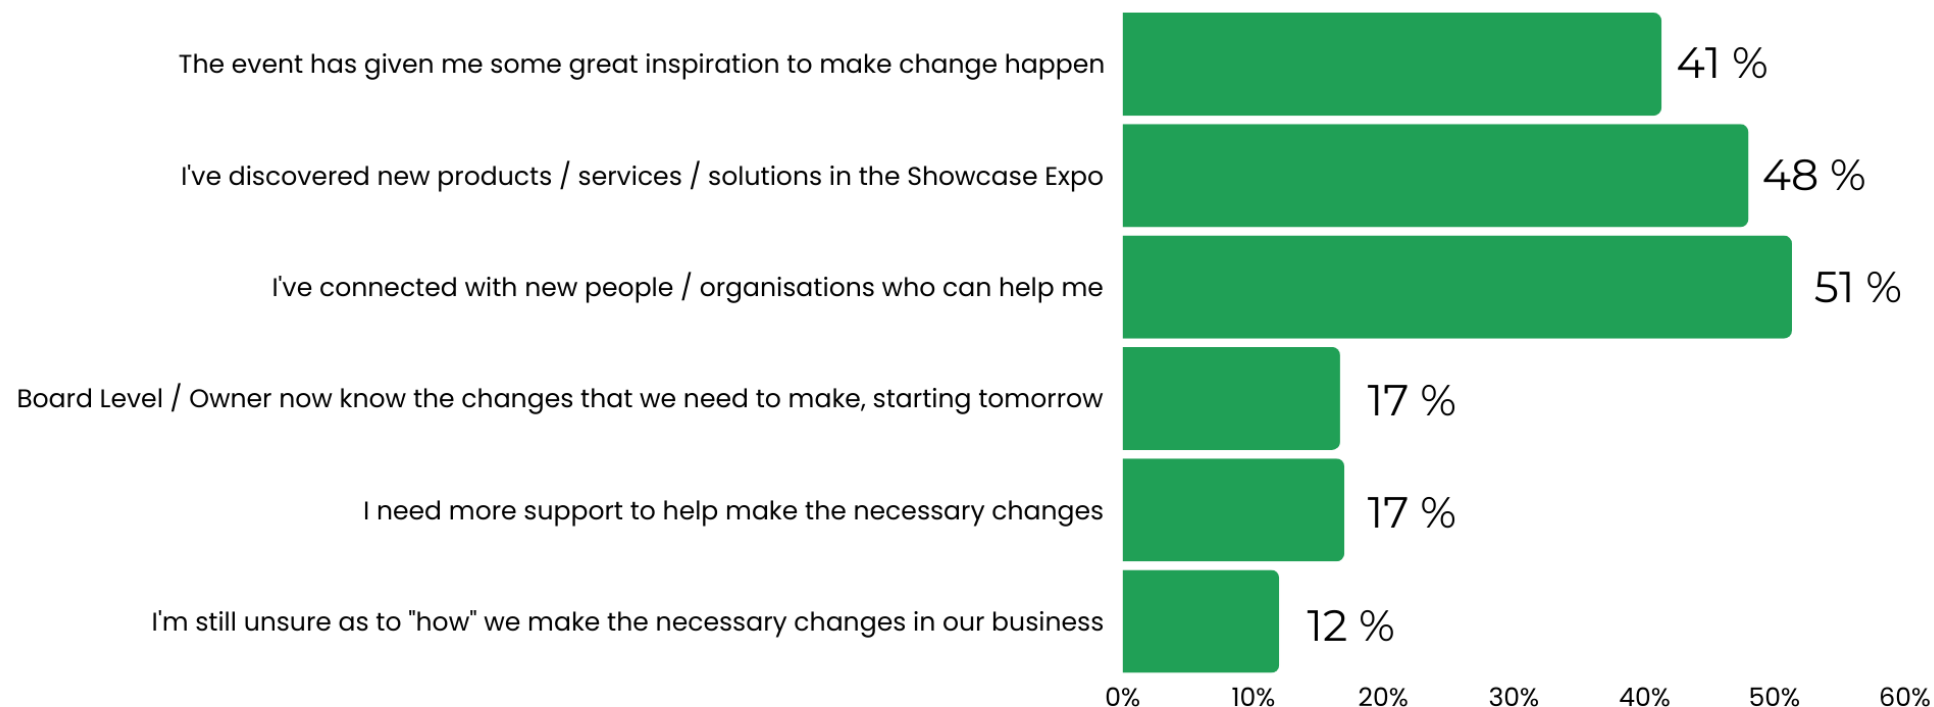 The event has given me some great inspiration to make change happen 41 %
I've discovered new products / services / solutions in the Showcase Expo 48 %
I've connected with new people / organisations who can help me 51 %
Board Level / Owner now know the changes that we need to make, starting tomorrow 17 %
I need more support to help make the necessary changes 17 %
I'm still unsure as to "how" we make the necessary changes in our business 12 %
0% 10% 20% 30% 40% 50% 60%